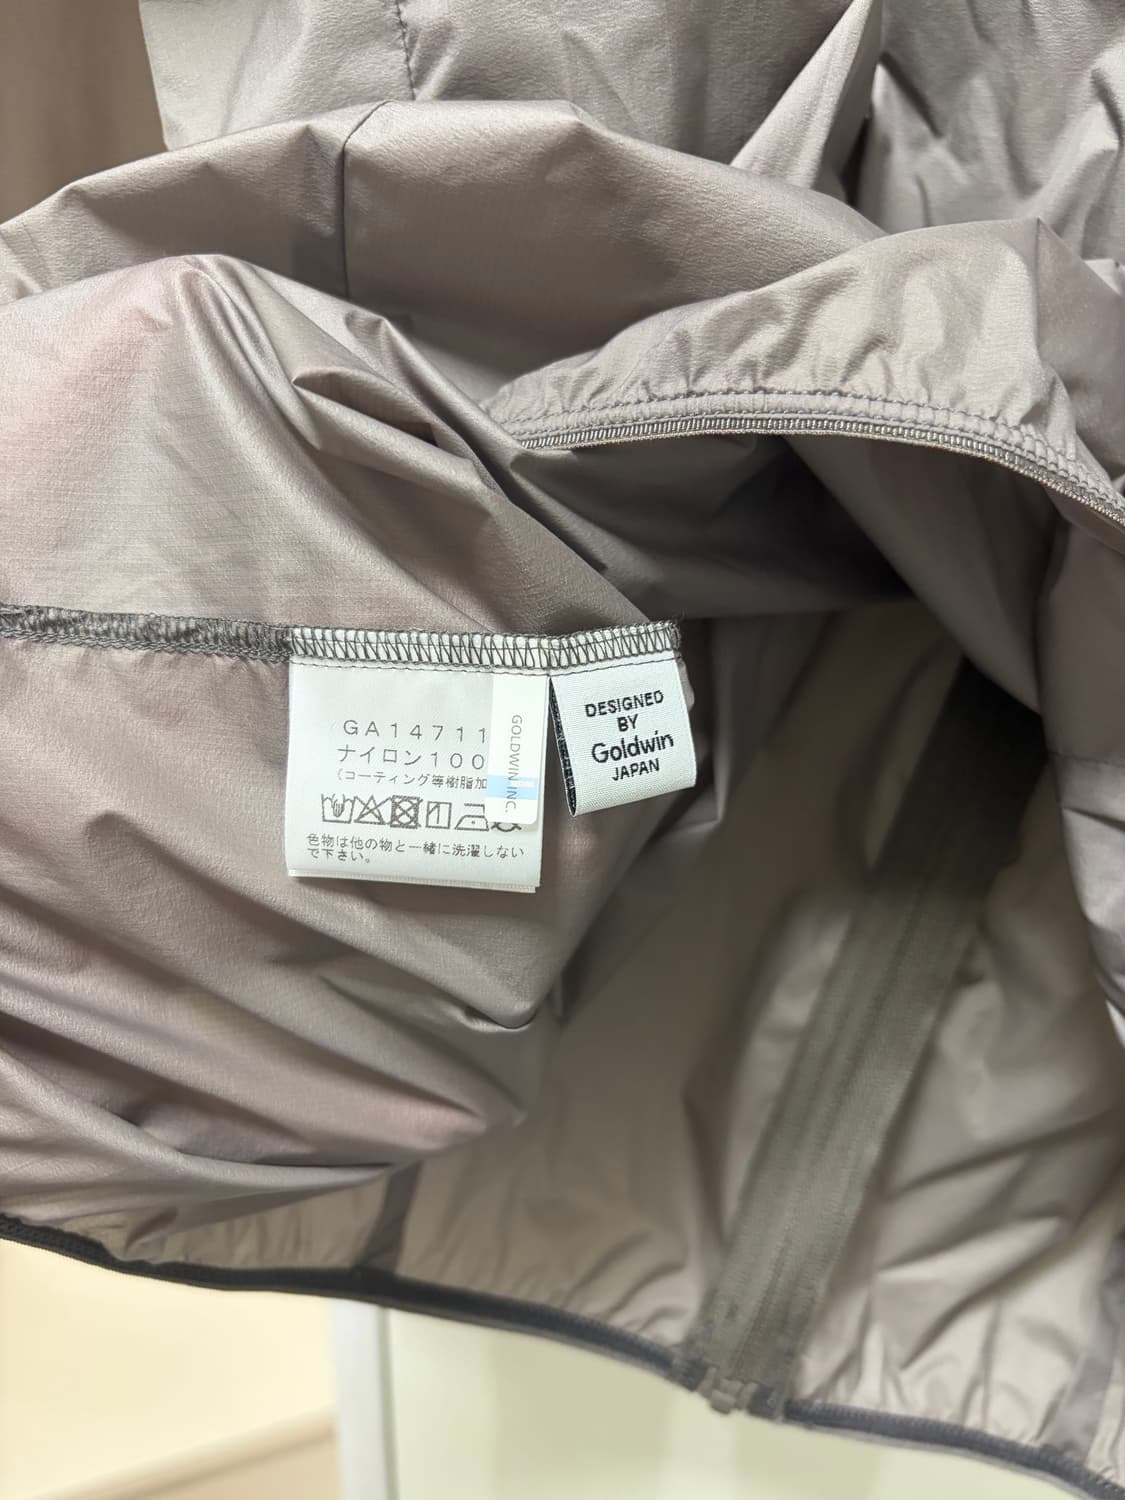 GA14711
ナイロン100
(コーティング等樹脂加
色物は他の物と一緒に洗濯しない
で下さい。
GOLDWIN INC.
DESIGNED
BY
Goldwin
JAPAN